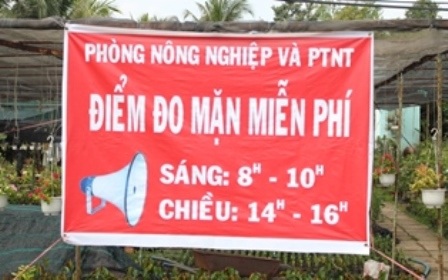 PHÒNG NÔNG NGHIỆP VÀ PTNT
ĐIỂM ĐO MẶN MIỄN PHÍ
SÁNG: 8H - 10H
CHIỀU: 14H - 16H